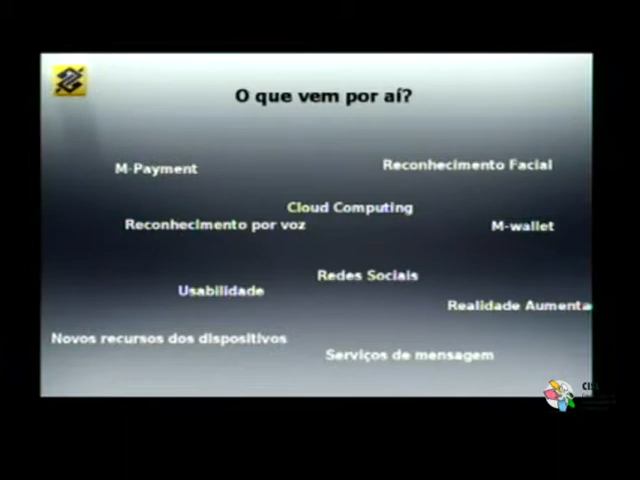 O que vem por aí?
M-Payment
Reconhecimento Facial
Cloud Computing
Reconhecimento por voz
M-wallet
Redes Sociais
Usabilidade
Realidade Aumenta
Novos recursos dos dispositivos
Serviços de mensagem